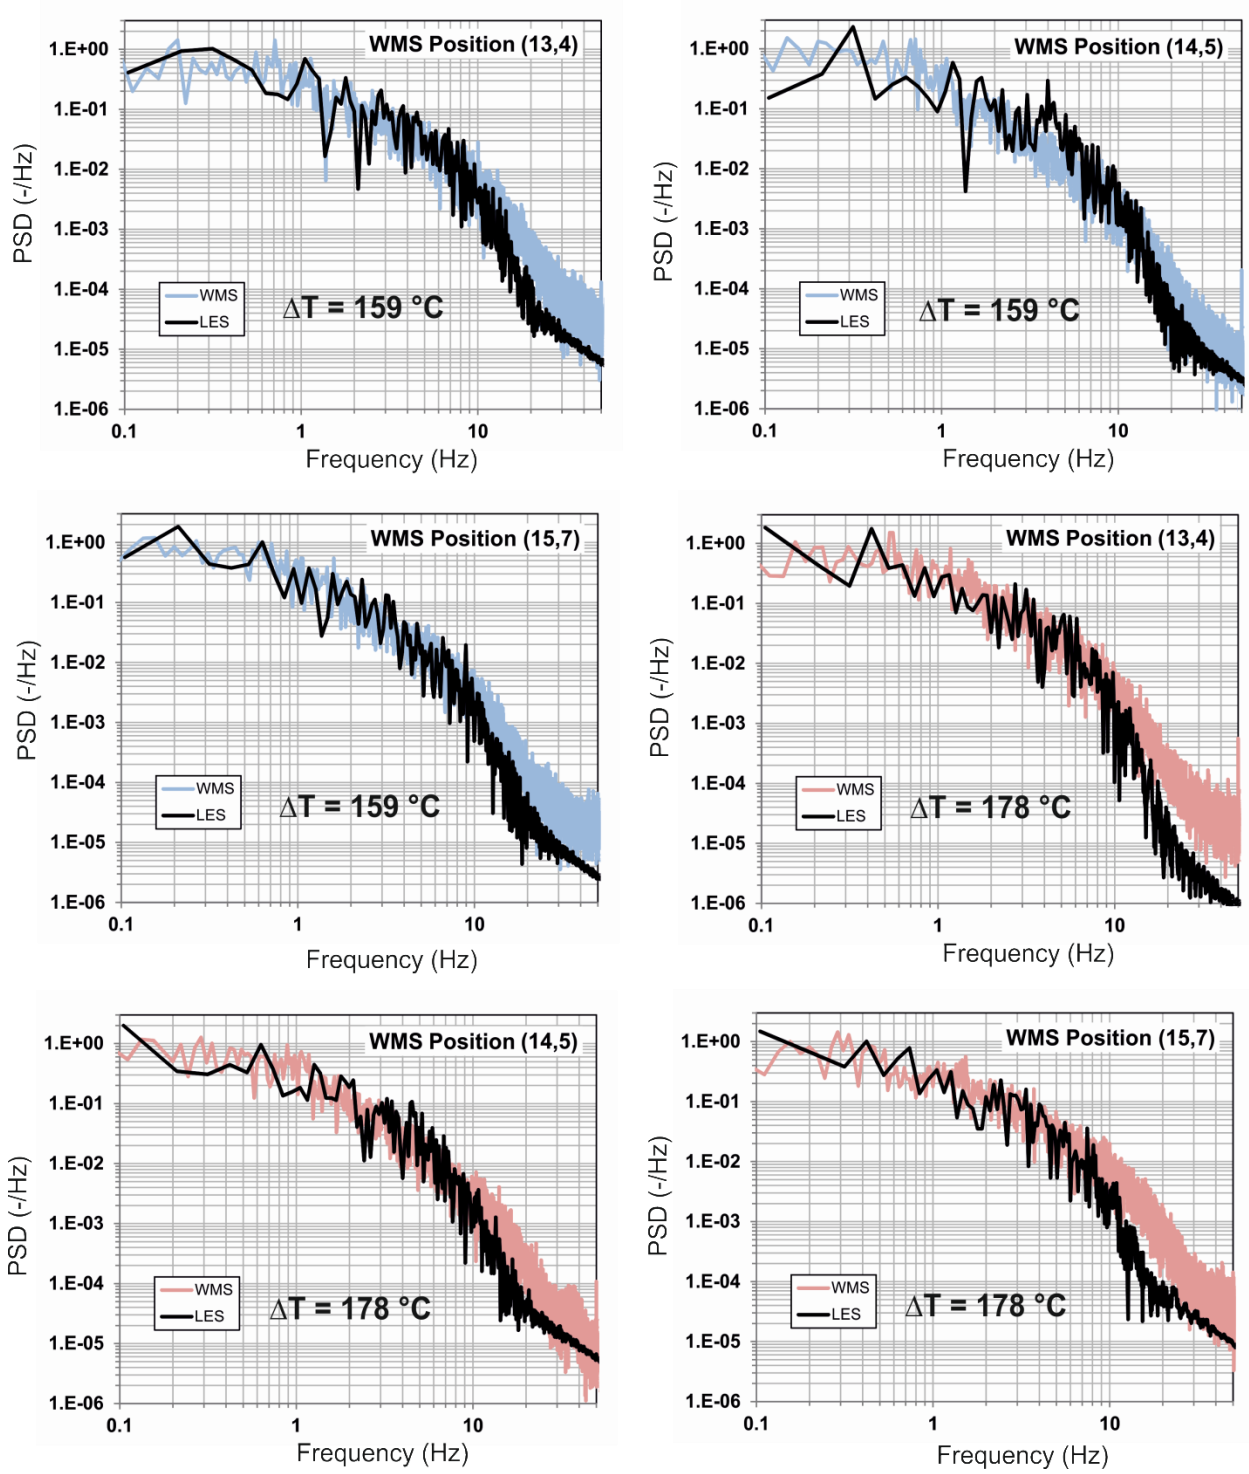 WMS Position (13,4)
1.E+00
1.E-01
1.E-02
1.E-03
1.E-04
1.E-05
1.E-06
PSD (-/Hz)
WMS
LES
ΔT = 159 °C
0.1 1 10
Frequency (Hz)
WMS Position (14,5)
1.E+00
1.E-01
1.E-02
1.E-03
1.E-04
1.E-05
1.E-06
PSD (-/Hz)
WMS
LES
ΔT = 159 °C
0.1 1 10
Frequency (Hz)
WMS Position (15,7)
1.E+00
1.E-01
1.E-02
1.E-03
1.E-04
1.E-05
1.E-06
PSD (-/Hz)
WMS
LES
ΔT = 159 °C
0.1 1 10
Frequency (Hz)
WMS Position (13,4)
1.E+00
1.E-01
1.E-02
1.E-03
1.E-04
1.E-05
1.E-06
PSD (-/Hz)
WMS
LES
ΔT = 178 °C
0.1 1 10
Frequency (Hz)
WMS Position (14,5)
1.E+00
1.E-01
1.E-02
1.E-03
1.E-04
1.E-05
1.E-06
PSD (-/Hz)
WMS
LES
ΔT = 178 °C
0.1 1 10
Frequency (Hz)
WMS Position (15,7)
1.E+00
1.E-01
1.E-02
1.E-03
1.E-04
1.E-05
1.E-06
PSD (-/Hz)
WMS
LES
ΔT = 178 °C
0.1 1 10
Frequency (Hz)